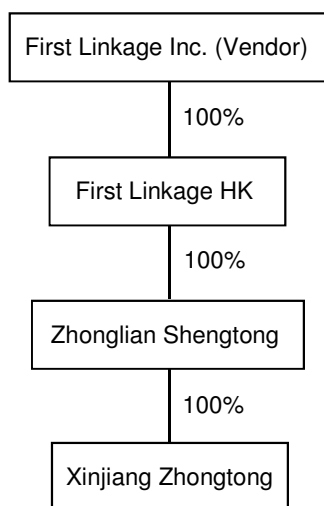 First Linkage Inc. (Vendor)
100%
First Linkage HK
100%
Zhonglian Shengtong
100%
Xinjiang Zhongtong